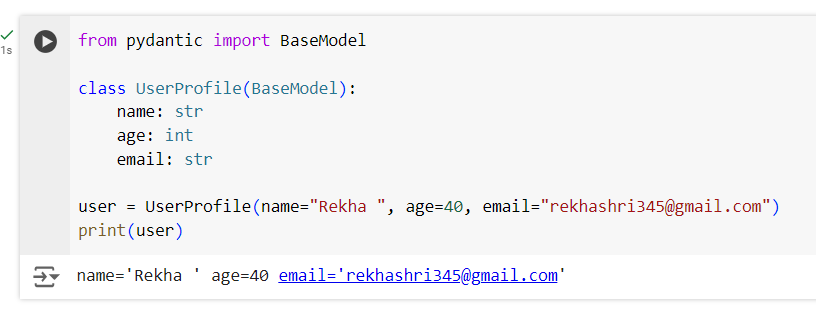 1s
from pydantic import BaseModel
class UserProfile(BaseModel):
    name: str
    age: int
    email: str
user = UserProfile(name="Rekha ", age=40, email="rekhashri345@gmail.com")
print(user)
name='Rekha ' age=40 email='rekhashri345@gmail.com'